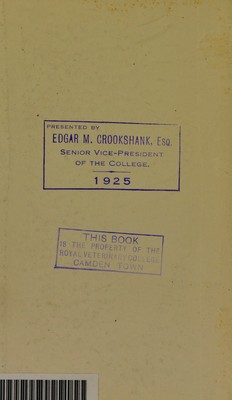 PRESENTED BY
EDGAR M. CROOKSHANK, ESQ.
SENIOR VICE-PRESIDENT
OF THE COLLEGE.
1925
THIS BOOK
IS THE PROPERTY OF THE
ROYAL VETERINARY COLLEGE
CAMDEN TOWN